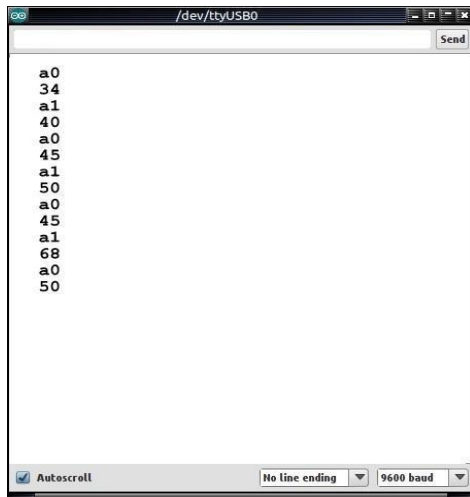 /dev/ttyUSB0
Send
a0
34
a1
40
a0
45
a1
50
a0
45
a1
68
a0
50
Autoscroll
No line ending
9600 baud